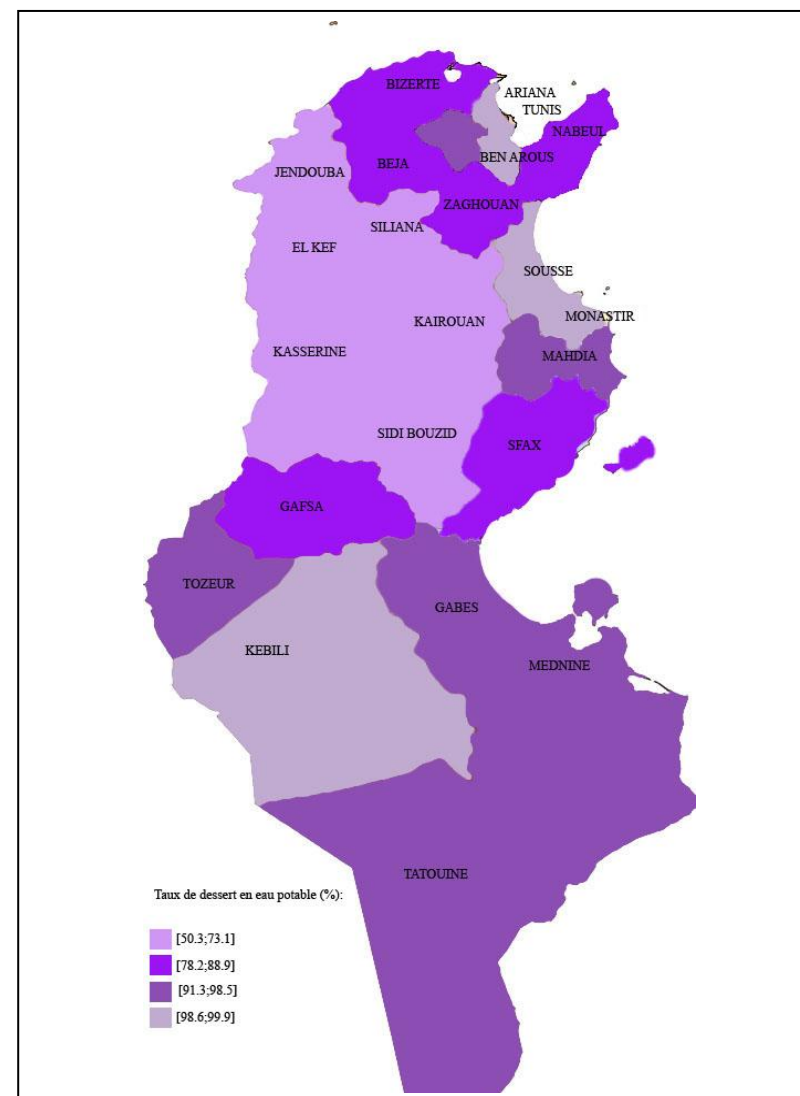 BIZERTE
ARIANA
TUNIS
NABEUL
BEN AROUS
BEJA
JENDOUBA
ZAGHOUAN
SILIANA
EL KEF
SOUSSE
MONASTIR
KAIROUAN
KASSERINE
MAHDIA
SIDI BOUZID
SFAX
GAFSA
TOZEUR
GABES
KEBILI
MEDNINE
TATOUINE
Taux de dessert en eau potable (%):
[50.3;73.1]
[78.2;88.9]
[91.3;98.5]
[98.6;99.9]